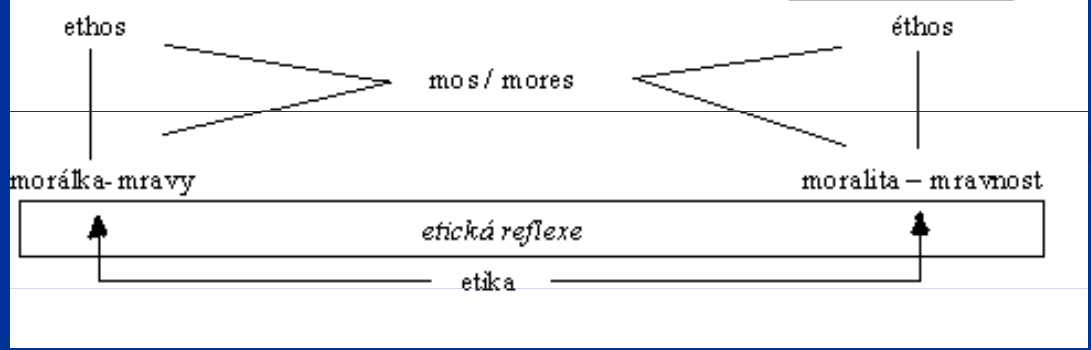 ethos éthos
mos / mores
morálka- mravy moralita – mravnost
etická reflexe
etika